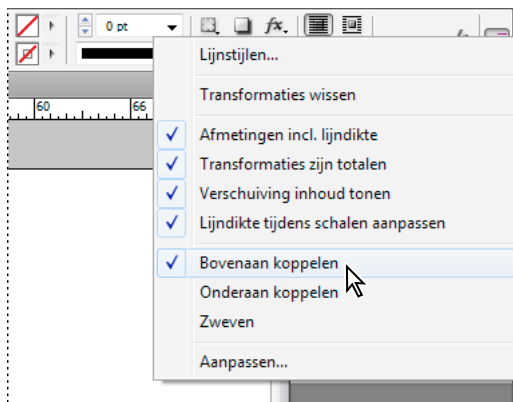 0 pt
fx.
Lijnstijlen...
Transformaties wissen
60
66
Afmetingen incl. lijndikte
Transformaties zijn totalen
Verschuiving inhoud tonen
Lijndikte tijdens schalen aanpassen
Bovenaan koppelen
Onderaan koppelen
Zweven
Aanpassen...